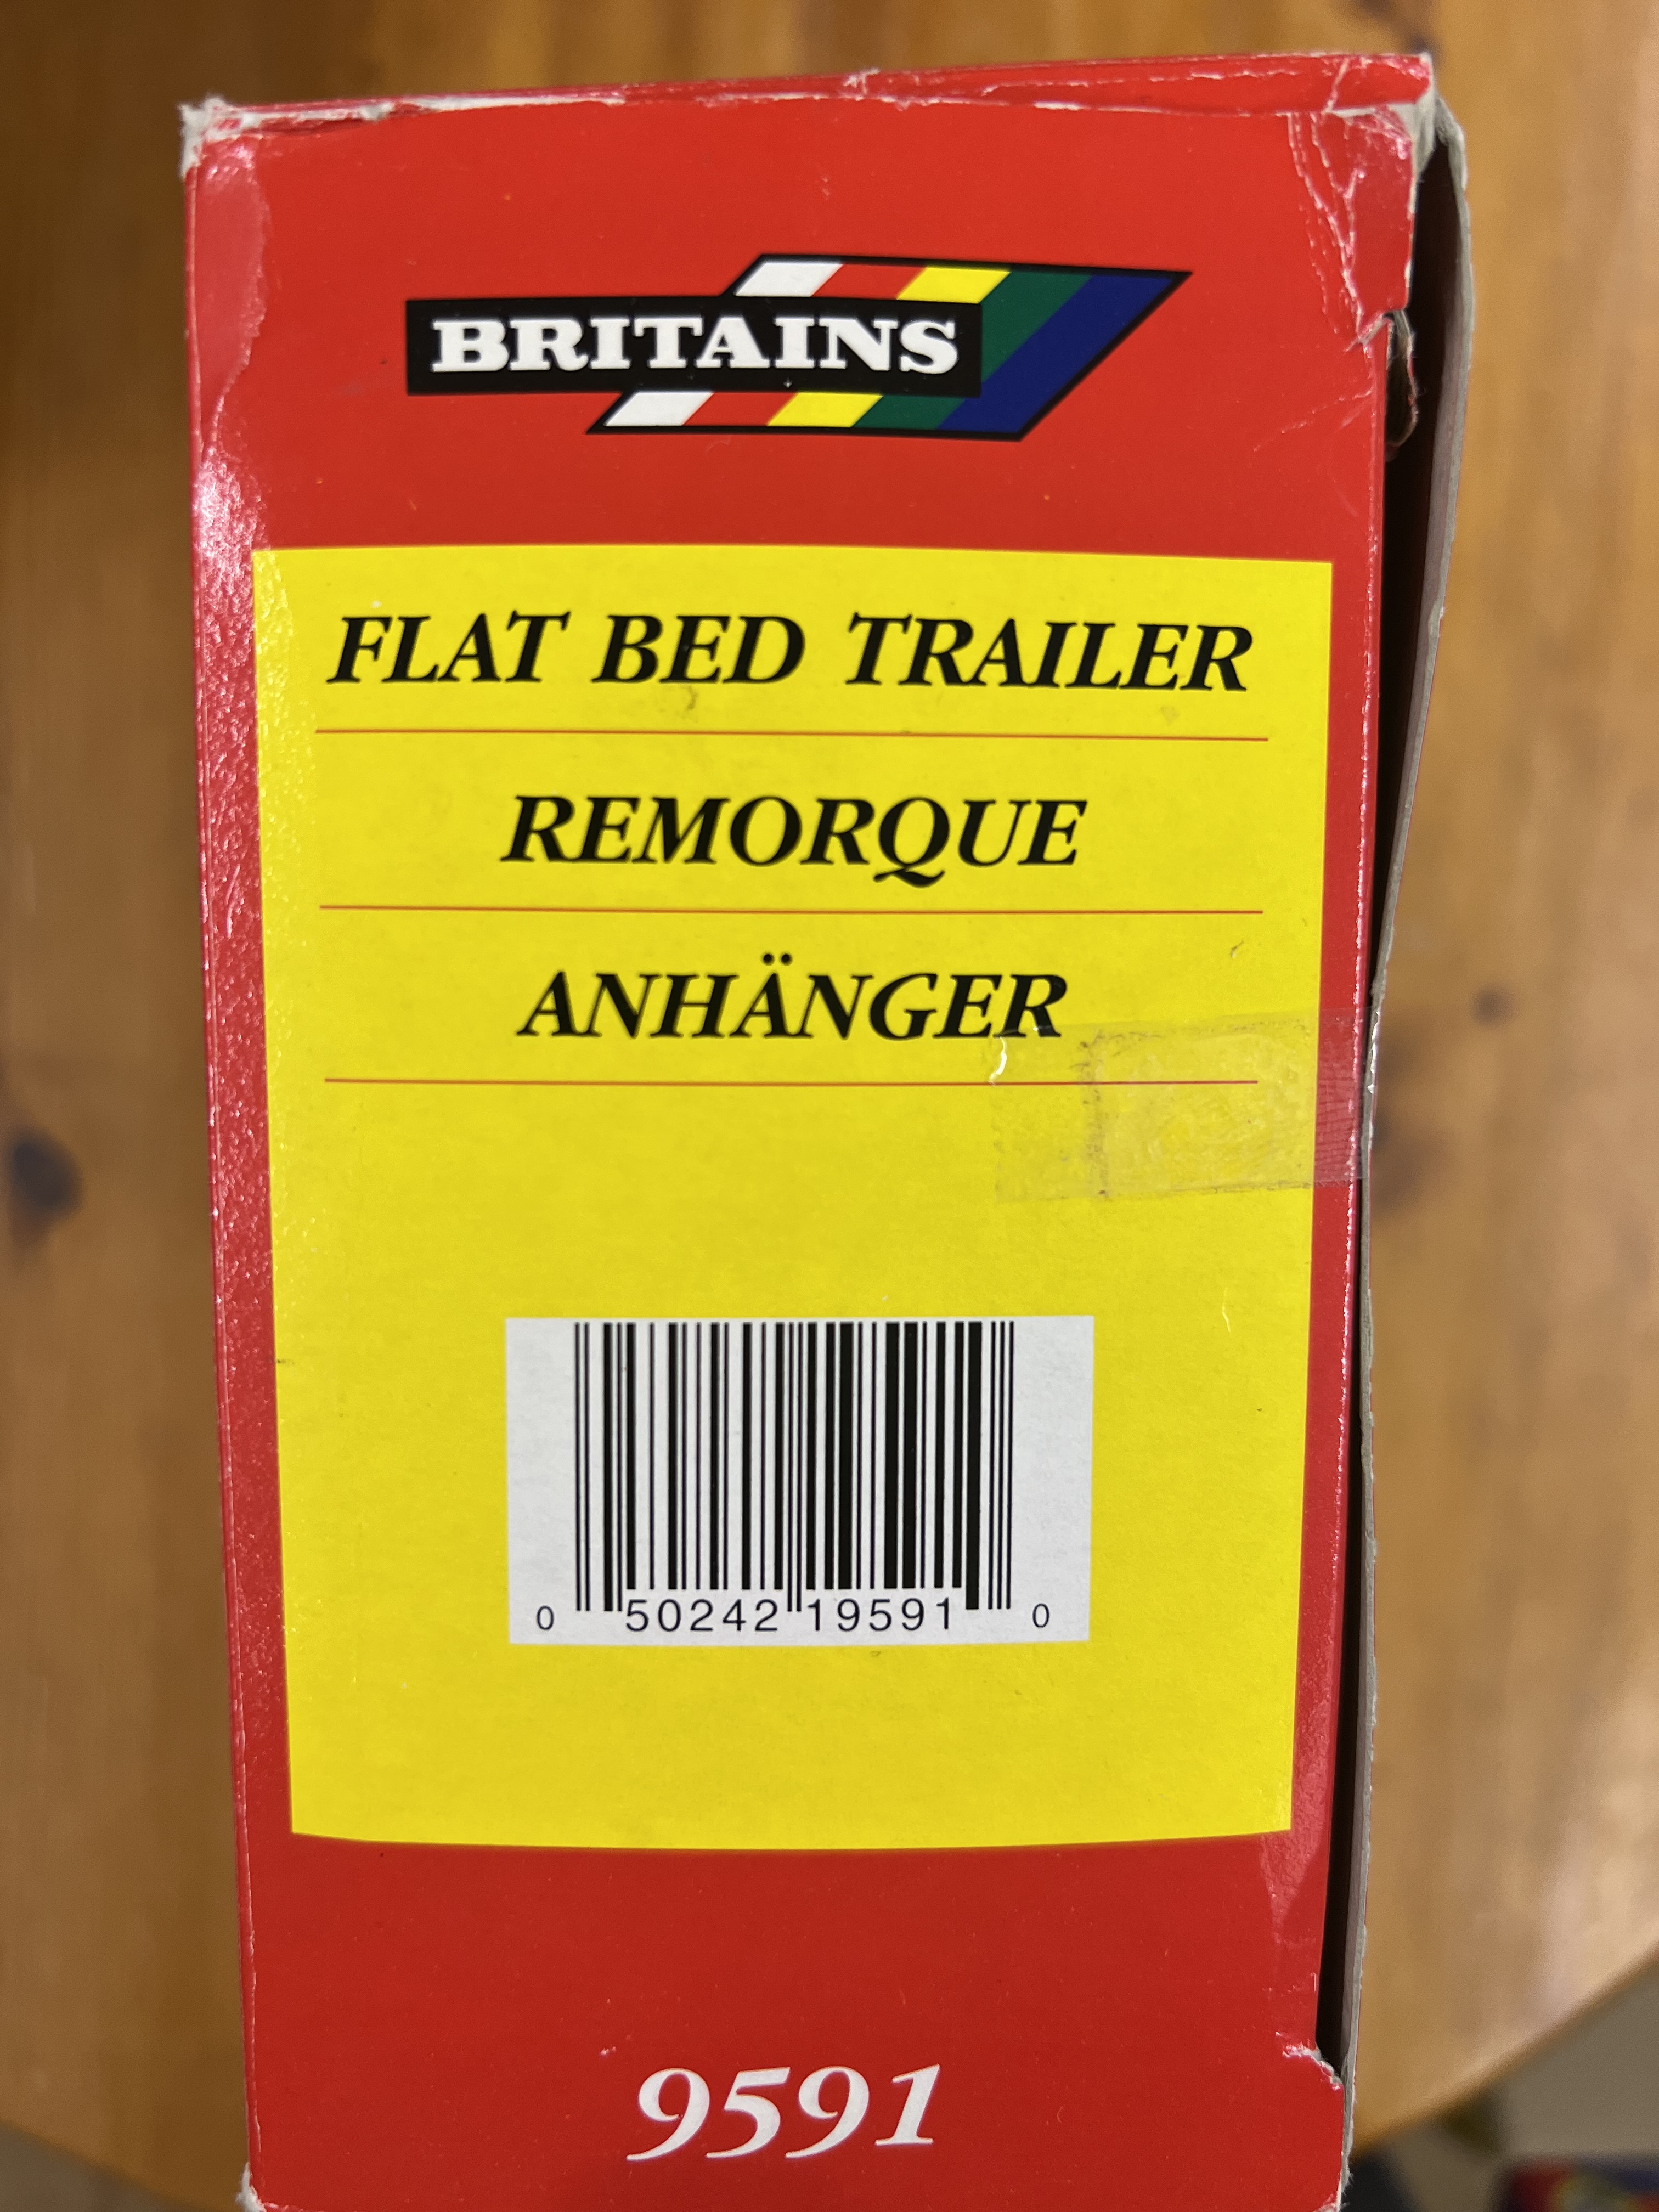 BRITAINS
FLAT BED TRAILER
REMORQUE
ANHÄNGER
0 50242 19591 0
9591